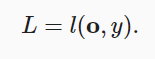 L = l(𝐨, y).